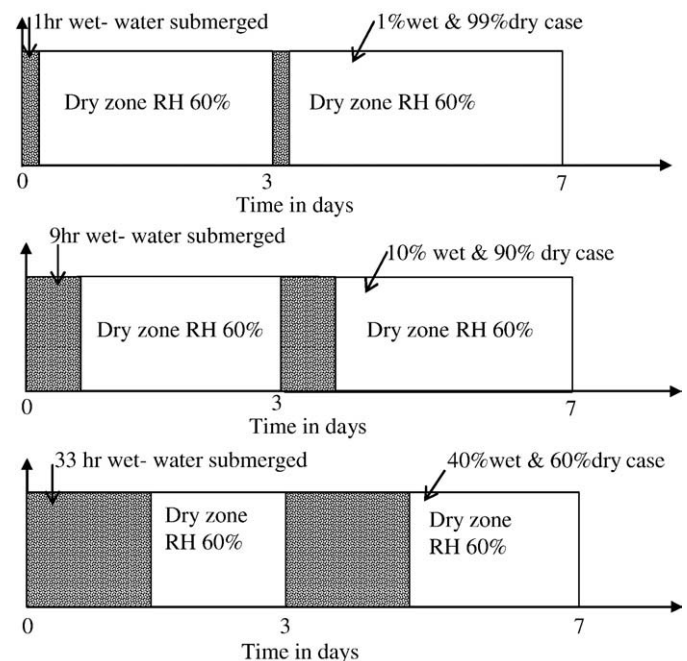 1hr wet- water submerged
1%wet & 99%dry case
Dry zone RH 60%
Dry zone RH 60%
0
3
7
Time in days
9hr wet- water submerged
10% wet & 90% dry case
Dry zone RH 60%
Dry zone RH 60%
0
3
7
Time in days
33 hr wet- water submerged
40%wet & 60%dry case
Dry zone
RH 60%
Dry zone
RH 60%
0
3
7
Time in days